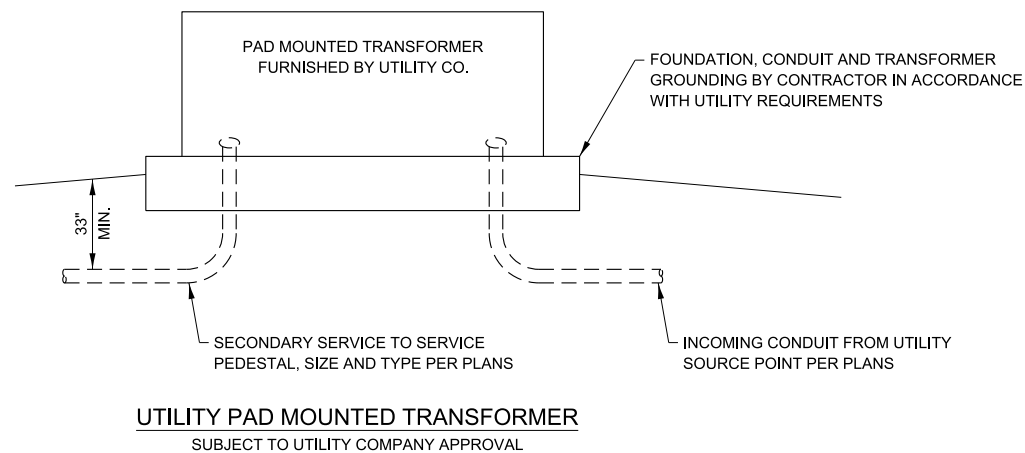 PAD MOUNTED TRANSFORMER
FURNISHED BY UTILITY CO.
FOUNDATION, CONDUIT AND TRANSFORMER
GROUNDING BY CONTRACTOR IN ACCORDANCE
WITH UTILITY REQUIREMENTS
33"
MIN.
SECONDARY SERVICE TO SERVICE
PEDESTAL, SIZE AND TYPE PER PLANS
INCOMING CONDUIT FROM UTILITY
SOURCE POINT PER PLANS
UTILITY PAD MOUNTED TRANSFORMER
SUBJECT TO UTILITY COMPANY APPROVAL